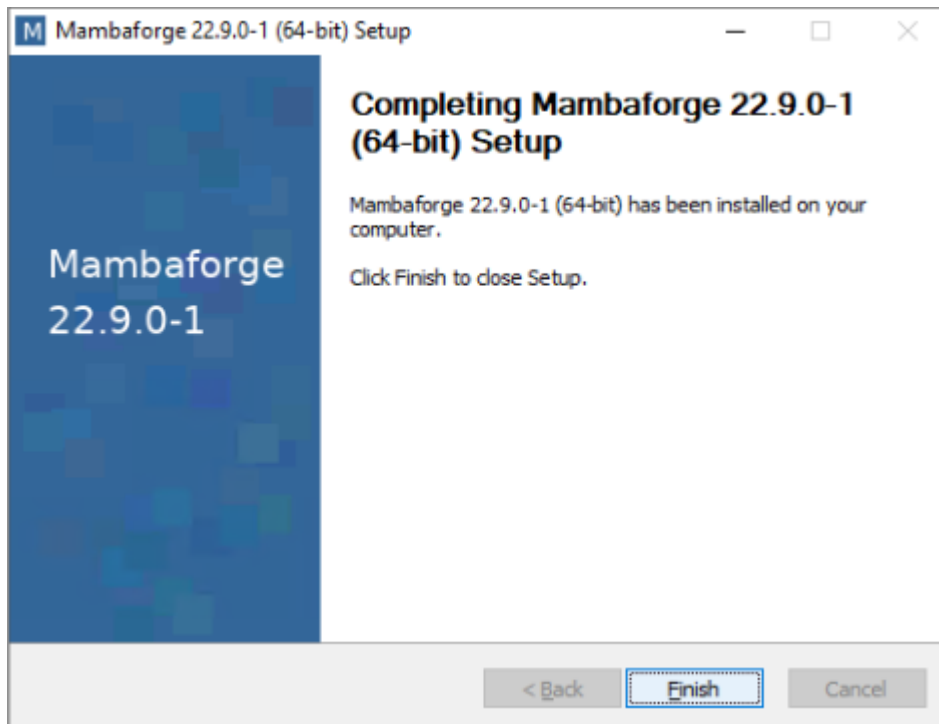 M Mambaforge 22.9.0-1 (64-bit) Setup
Mambaforge
22.9.0-1
Completing Mambaforge 22.9.0-1
(64-bit) Setup
Mambaforge 22.9.0-1 (64-bit) has been installed on your
computer.
Click Finish to close Setup.
< Back Finish Cancel